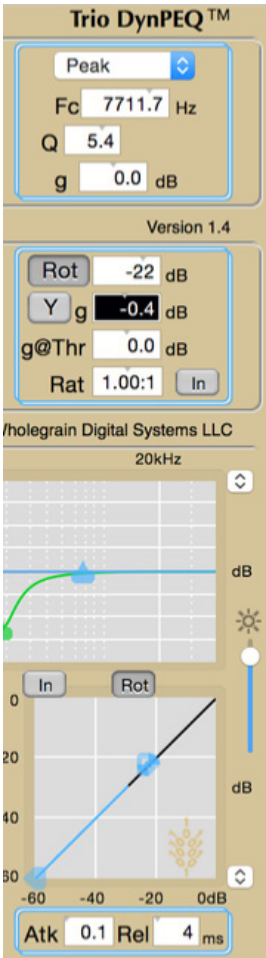 Trio DynPEQ™
Peak
Fc 7711.7 Hz
Q 5.4
g 0.0 dB
Version 1.4
Rot -22 dB
Y g -0.4 dB
g@Thr 0.0 dB
Rat 1.00:1 In
Wholegrain Digital Systems LLC
20kHz
dB
In Rot
0
20
dB
40
60
-60 -40 -20 0dB
Atk 0.1 Rel 4 ms